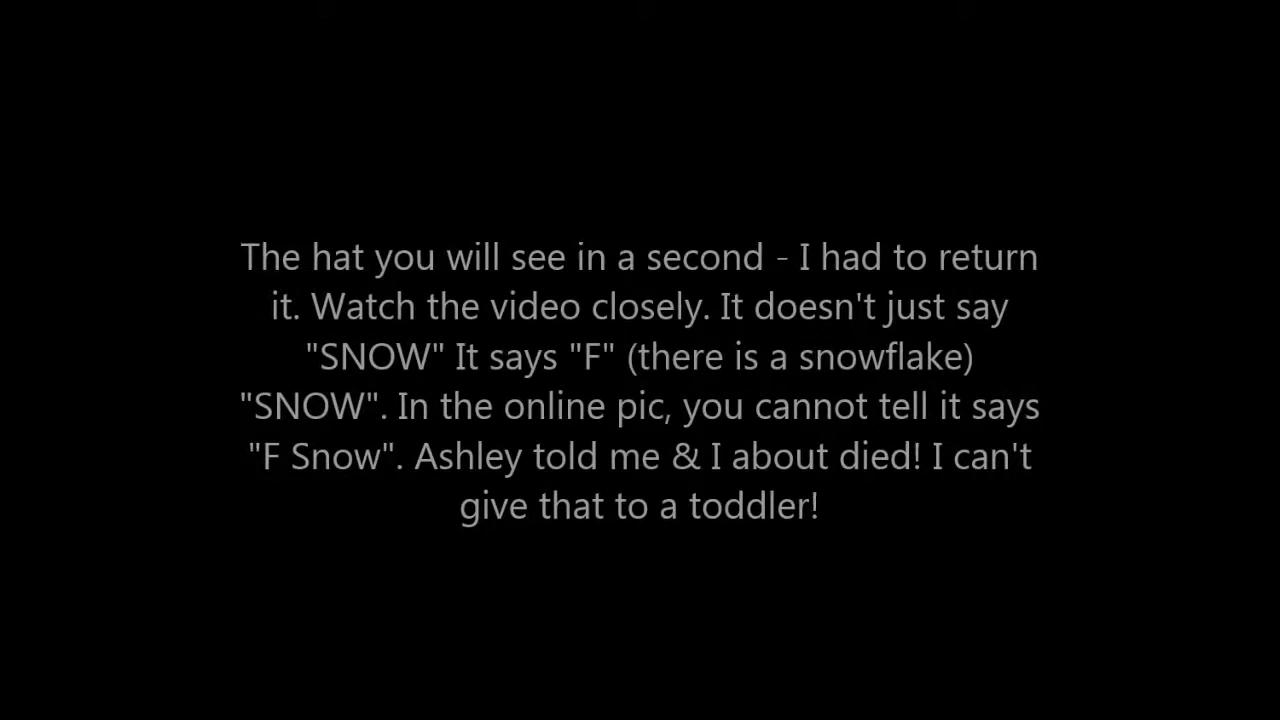 The hat you will see in a second - I had to return
it. Watch the video closely. It doesn't just say
"SNOW" It says "F" (there is a snowflake)
"SNOW". In the online pic, you cannot tell it says
"F Snow". Ashley told me & I about died! I can't
give that to a toddler!